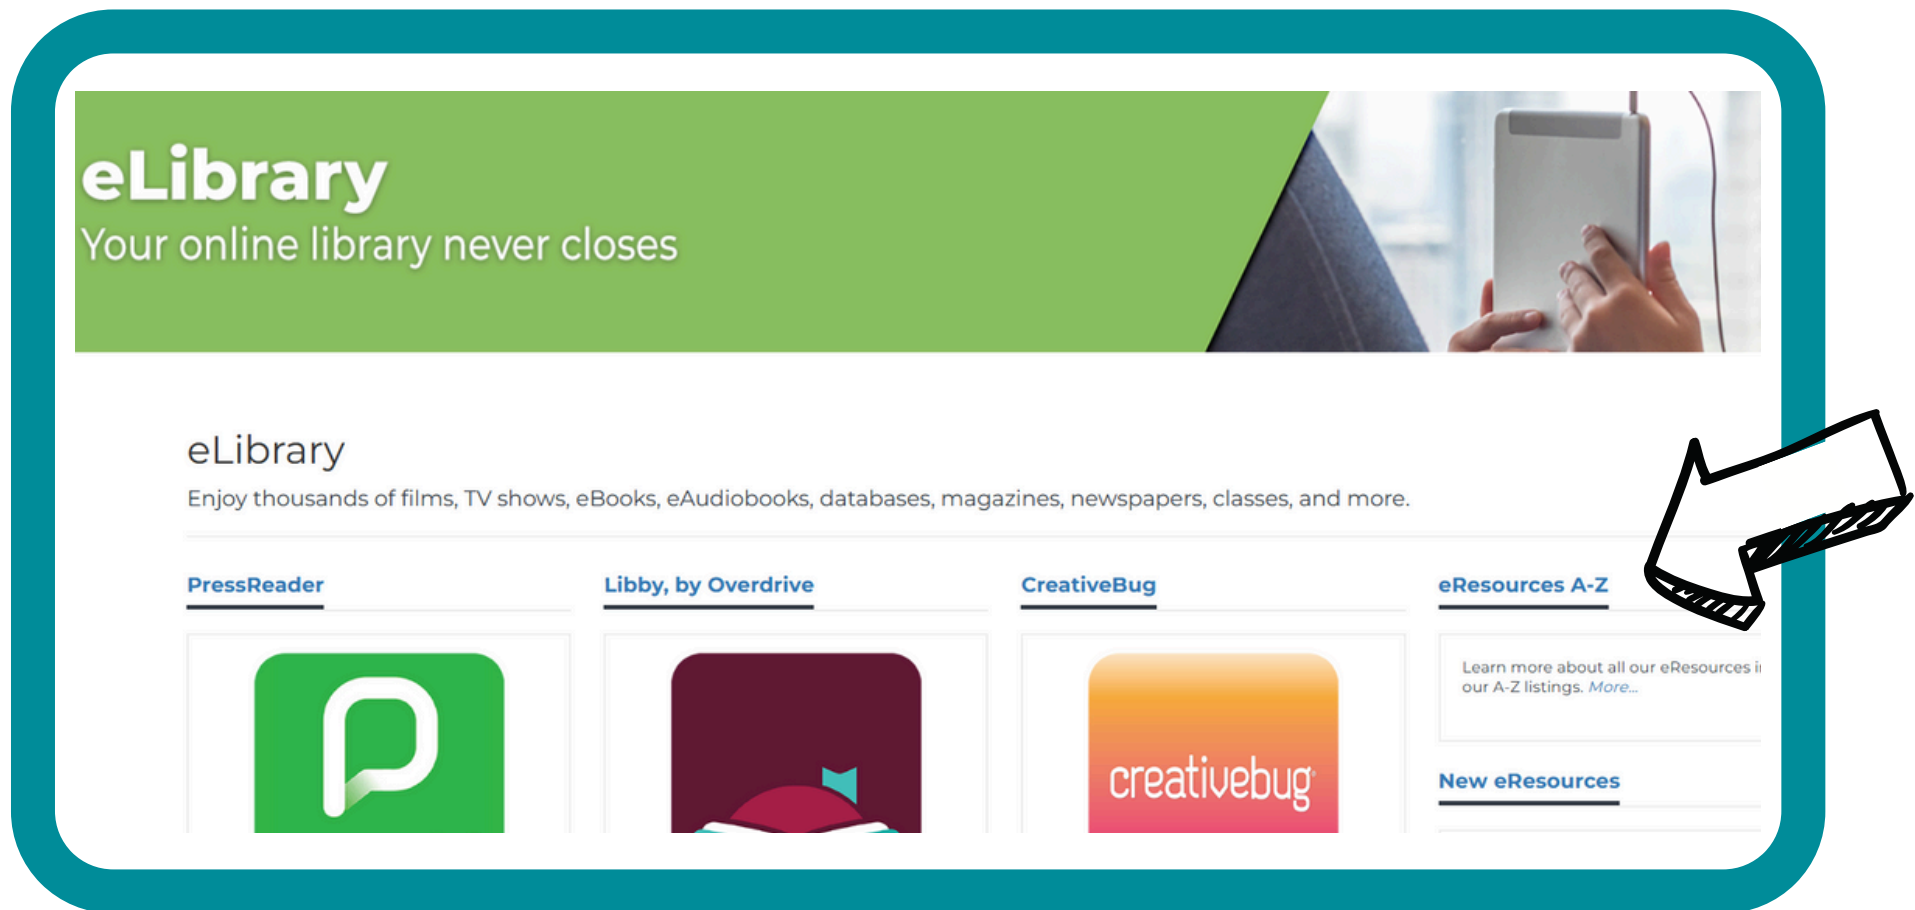 eLibrary
Your online library never closes
eLibrary
Enjoy thousands of films, TV shows, eBooks, eAudiobooks, databases, magazines, newspapers, classes, and more.
PressReader
Libby, by Overdrive
CreativeBug
creativebug
eResources A-Z
Learn more about all our eResources
our A-Z listings. More...
New eResources